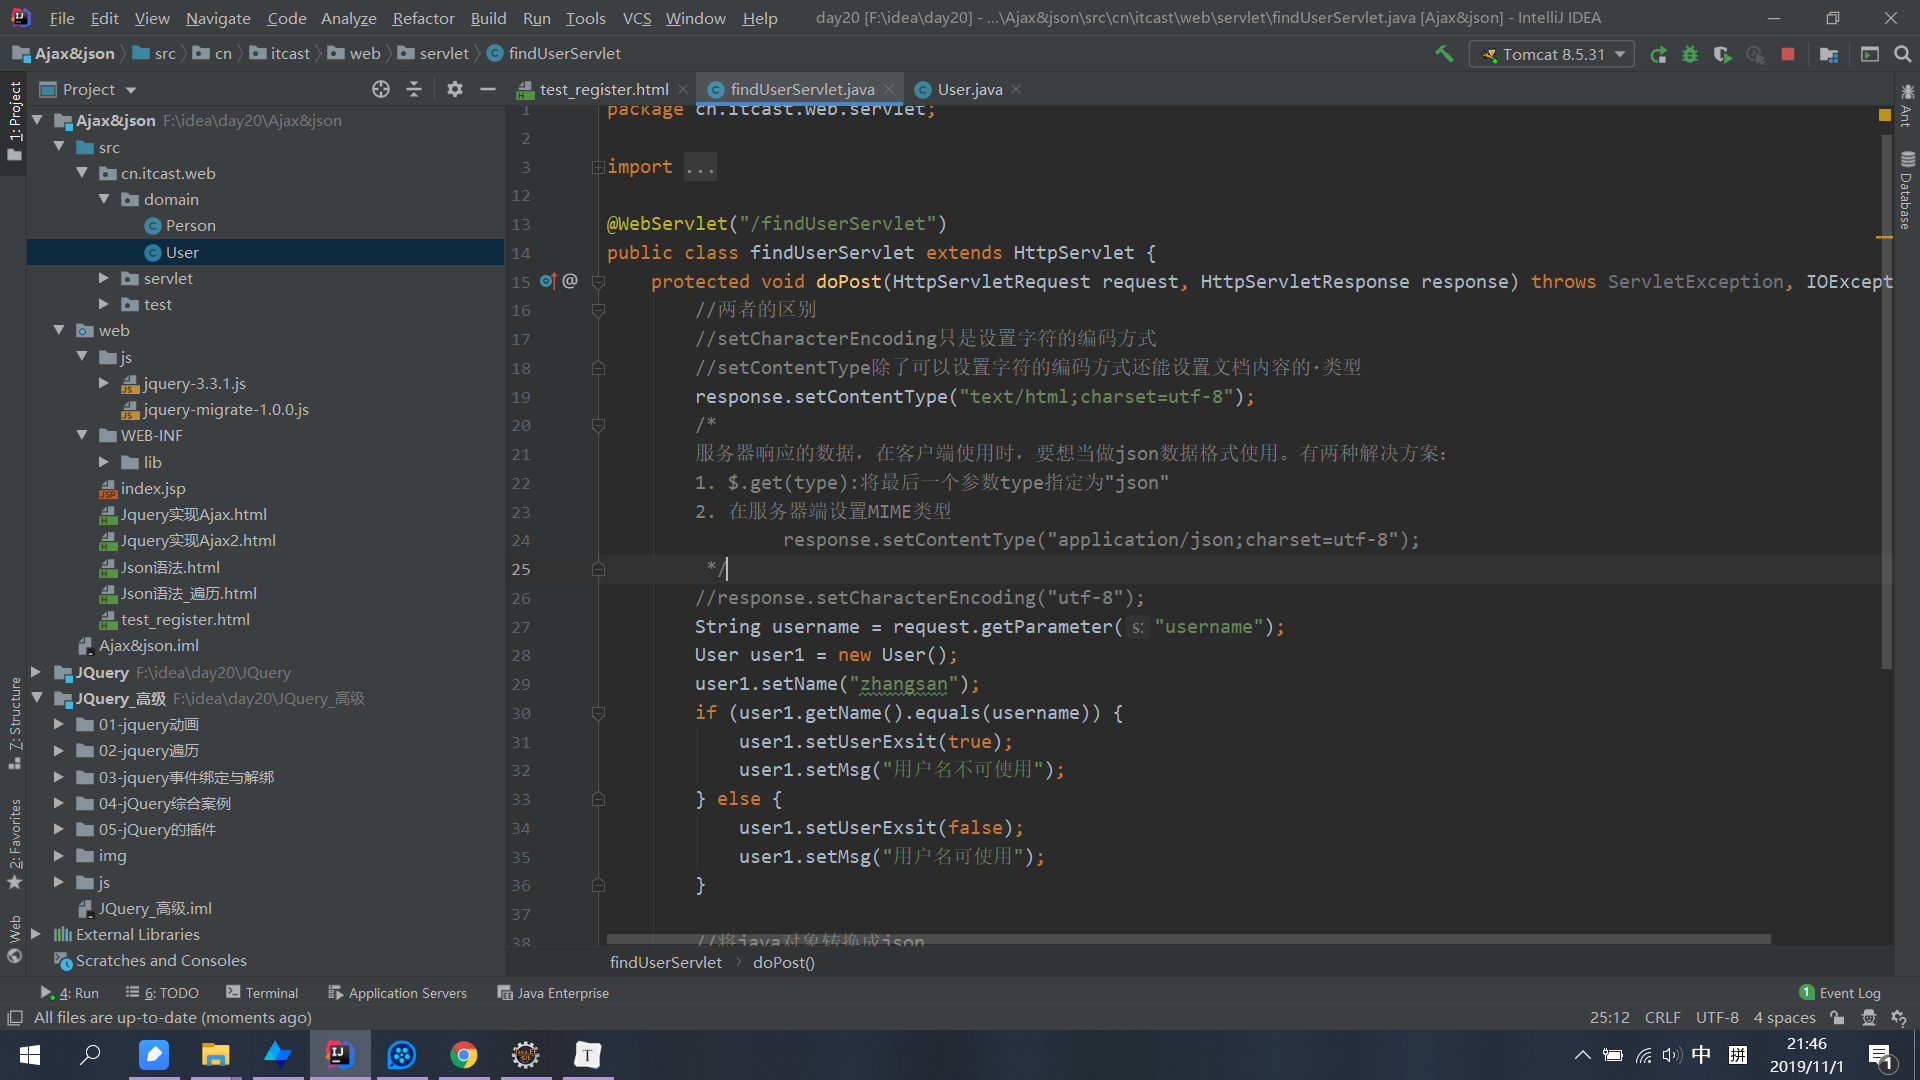 File Edit View Navigate Code Analyze Refactor Build Run Tools VCS Window Help day20 [F:\idea\day20] - ...\Ajax&json\src\cn\itcast\web\servlet\findUserServlet.java [Ajax&json] - IntelliJ IDEA
Ajax&json src cn itcast web servlet findUserServlet Tomcat 8.5.31
Project test_register.html findUserServlet.java User.java
1: Project
7: Structure
2: Favorites
Web
Ajax&json F:\idea\day20\Ajax&json
src
cn.itcast.web
domain
Person
User
servlet
test
web
js
jquery-3.3.1.js
jquery-migrate-1.0.0.js
WEB-INF
lib
index.jsp
Jquery实现Ajax.html
Jquery实现Ajax2.html
Json语法.html
Json语法_遍历.html
test_register.html
Ajax&json.iml
JQuery F:\idea\day20\JQuery
JQuery_高级 F:\idea\day20\JQuery_高级
01-jquery动画
02-jquery遍历
03-jquery事件绑定与解绑
04-jQuery综合案例
05-jQuery的插件
img
js
JQuery_高级.iml
External Libraries
Scratches and Consoles
1 package cn.itcast.web.servlet;
2
3 import ...
12
13 @WebServlet("/findUserServlet")
14 public class findUserServlet extends HttpServlet {
15 @ protected void doPost(HttpServletRequest request, HttpServletResponse response) throws ServletException, IOExcept
16 //两者的区别
17 //setCharacterEncoding只是设置字符的编码方式
18 //setContentType除了可以设置字符的编码方式还能设置文档内容的·类型
19 response.setContentType("text/html;charset=utf-8");
20 /*
21 服务器响应的数据，在客户端使用时，要想当做json数据格式使用。有两种解决方案：
22 1. $.get(type):将最后一个参数type指定为"json"
23 2. 在服务器端设置MIME类型
24 response.setContentType("application/json;charset=utf-8");
25 */
26 //response.setCharacterEncoding("utf-8");
27 String username = request.getParameter( s: "username");
28 User user1 = new User();
29 user1.setName("zhangsan");
30 if (user1.getName().equals(username)) {
31 user1.setUserExsit(true);
32 user1.setMsg("用户名不可使用");
33 } else {
34 user1.setUserExsit(false);
35 user1.setMsg("用户名可使用");
36 }
37
38 //将java对象转换成json
findUserServlet doPost()
Ant
Database
4: Run 6: TODO Terminal Application Servers Java Enterprise 1 Event Log
All files are up-to-date (moments ago) 25:12 CRLF UTF-8 4 spaces
中 拼 21:46
2019/11/1
1